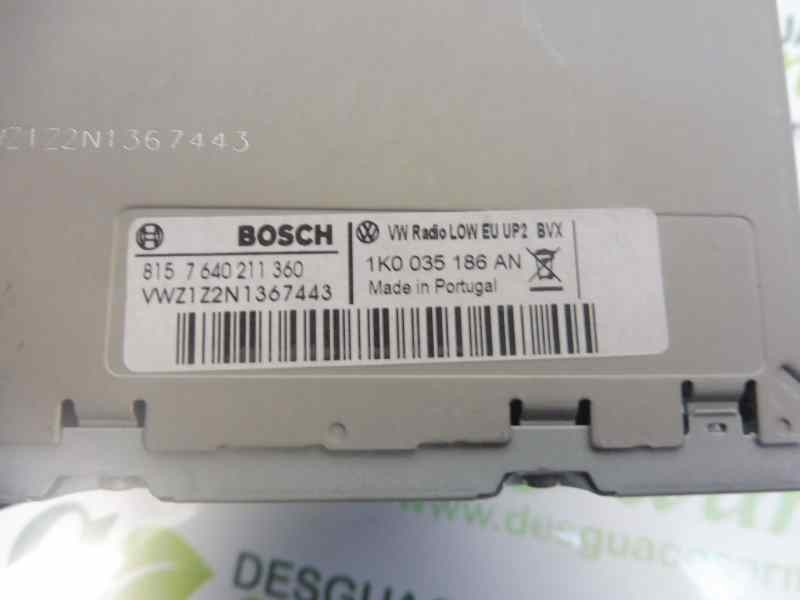 VWZ1Z2N1367443
BOSCH
815 7 640 211 360
VWZ1Z2N1367443
VW Radio LOW EU UP2 BVX
1K0 035 186 AN
Made in Portugal
www.desguac
DESGUA